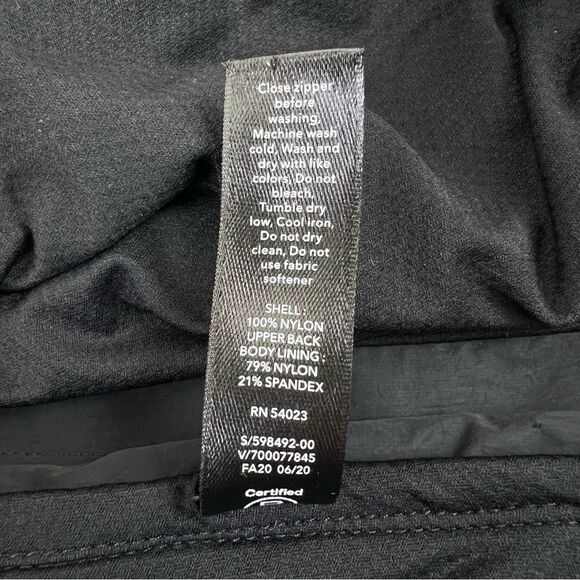 Close zipper
before
washing,
Machine wash
cold, Wash and
dry with like
colors, Do not
bleach,
Tumble dry
low, Cool iron,
Do not dry
clean, Do not
use fabric
softener
SHELL :
100% NYLON
UPPER BACK
BODY LINING :
79% NYLON
21% SPANDEX
RN 54023
S/598492-00
V/700077845
FA20 06/20
Certified